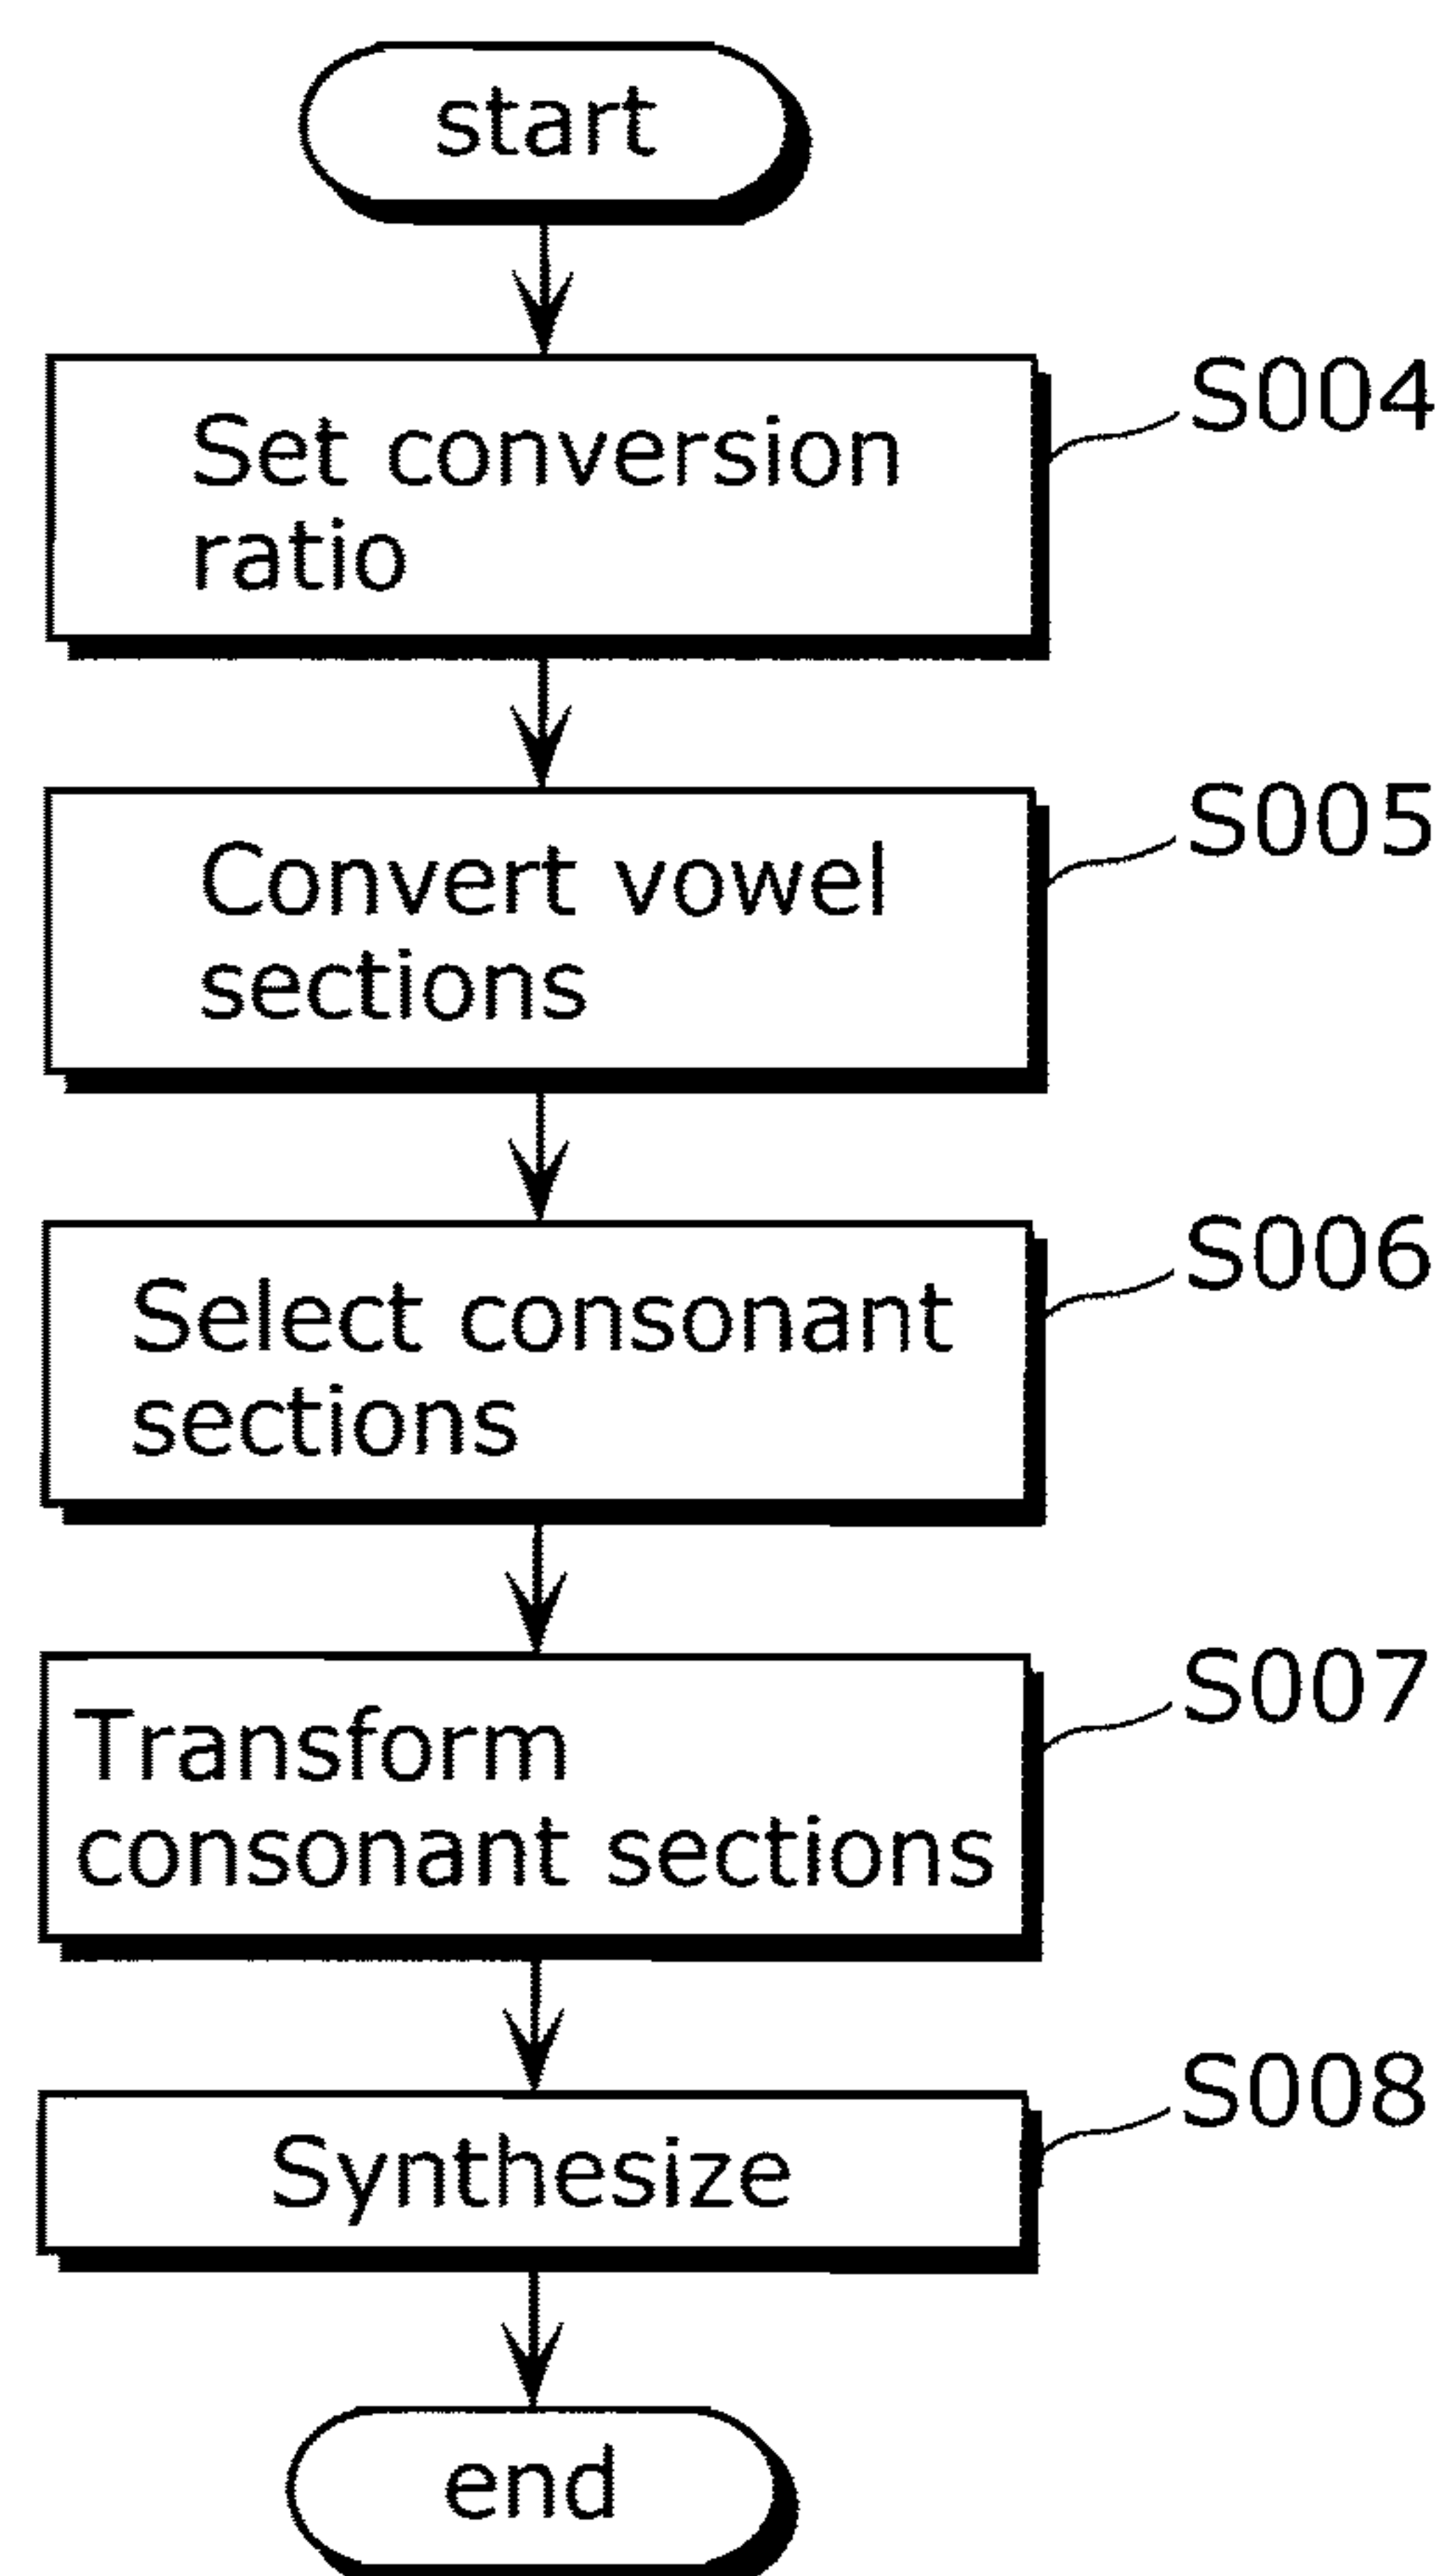 start
Set conversion
ratio
S004
Convert vowel
sections
S005
Select consonant
sections
S006
Transform
consonant sections
S007
Synthesize
S008
end